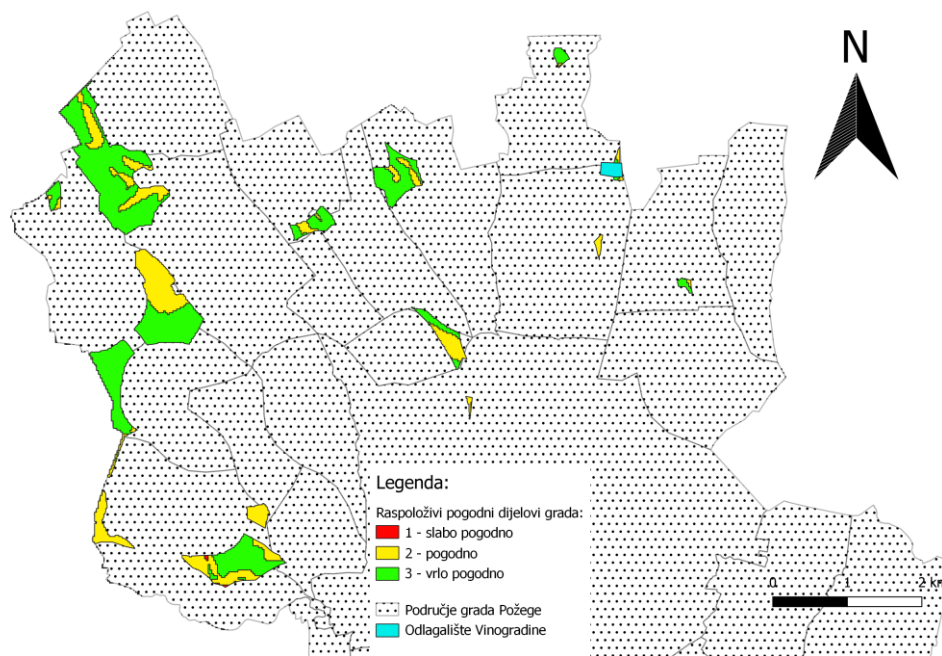 N
Legenda:
Raspoloživi pogodni dijelovi grada:
1 - slabo pogodno
2 - pogodno
3 - vrlo pogodno
Područje grada Požege
Odlagalište Vinogradine
0 1 2 km